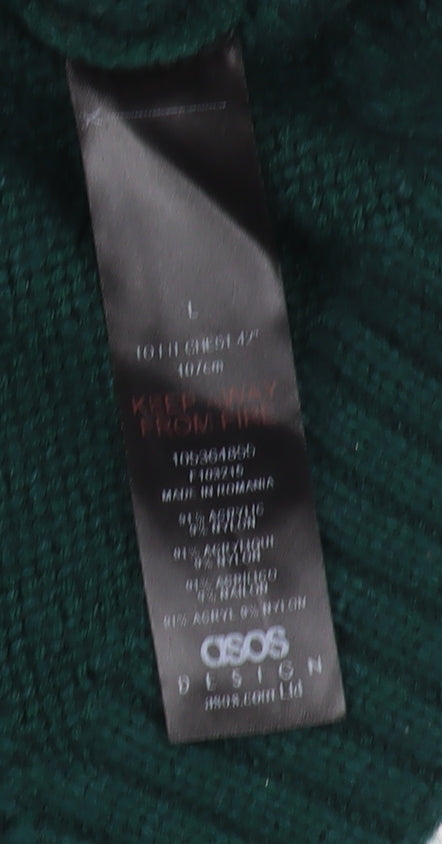 L
TO FIT CHEST 42"
107cm
KEEP AWAY
FROM FIRE
105364850
MADE IN ROMANIA
91% ACRYLIC
9% NYLON
91% ACRYLIQUE
9% NYLON
91% ACRILICO
9% NAILON
91% ACRYL 9% NYLON
asos
DESIGN
asos.com Ltd